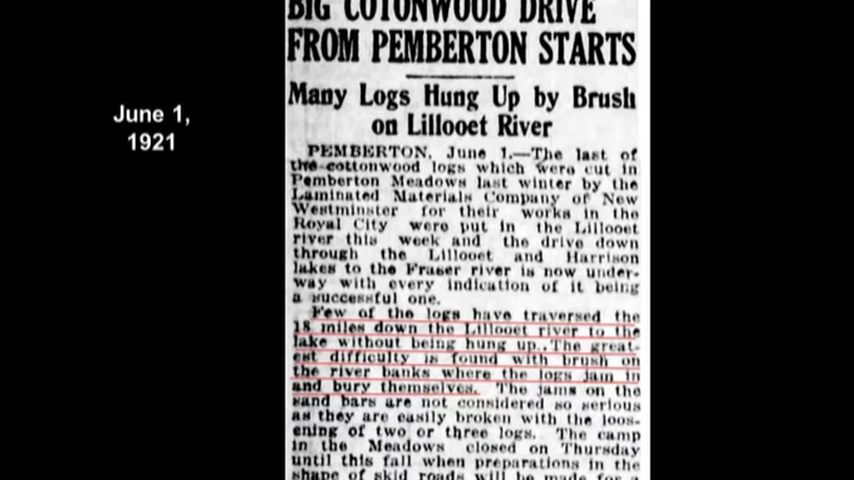 June 1,
1921
BIG COTONWOOD DRIVE
FROM PEMBERTON STARTS
Many Logs Hung Up by Brush
on Lillooet River
PEMBERTON, June 1.—The last of
the cottonwood logs which were cut in
Pemberton Meadows last winter by the
Laminated Materials Company of New
Westminster for their works in the
Royal City were put in the Lillooet
river this week and the drive down
through the Lillooet and Harrison
lakes to the Fraser river is now under-
way with every indication of it being
a successful one.
Few of the logs have traversed the
18 miles down the Lillooet river to the
lake without being hung up. The great-
est difficulty is found with brush on
the river banks where the logs jam in
and bury themselves. The jams on the
sand bars are not considered so serious
as they are easily broken with the loos-
ening of two or three logs. The camp
in the Meadows closed on Thursday
until this fall when preparations in the
shape of skid roads will be made for a